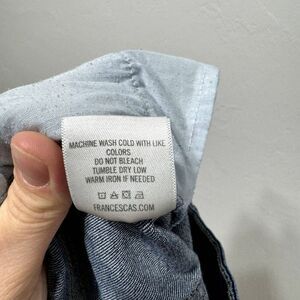 MACHINE WASH COLD WITH LIKE
COLORS
DO NOT BLEACH
TUMBLE DRY LOW
WARM IRON IF NEEDED
FRANCESCAS.COM